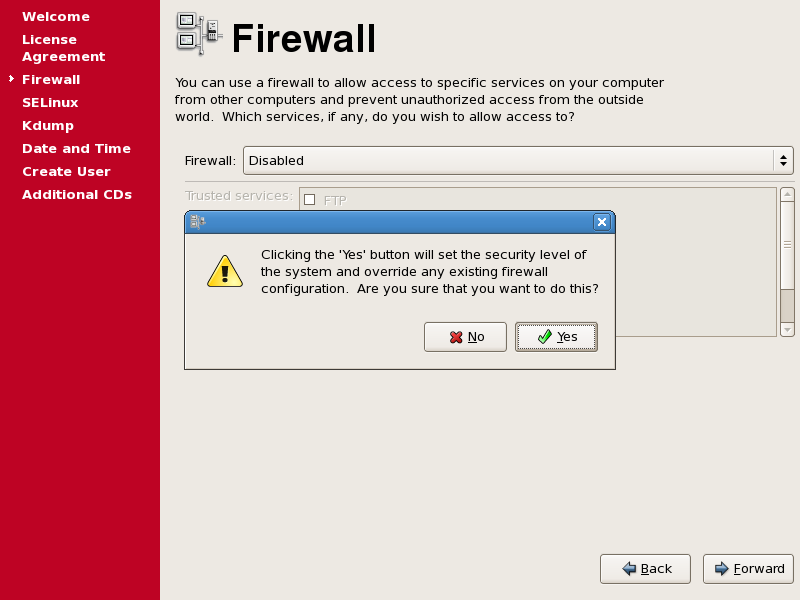 Welcome
License
Agreement
Firewall
SELinux
Kdump
Date and Time
Create User
Additional CDs
Firewall
You can use a firewall to allow access to specific services on your computer
from other computers and prevent unauthorized access from the outside
world.  Which services, if any, do you wish to allow access to?
Firewall: Disabled
Trusted services: FTP
Clicking the 'Yes' button will set the security level of
the system and override any existing firewall
configuration.  Are you sure that you want to do this?
No Yes
Back Forward